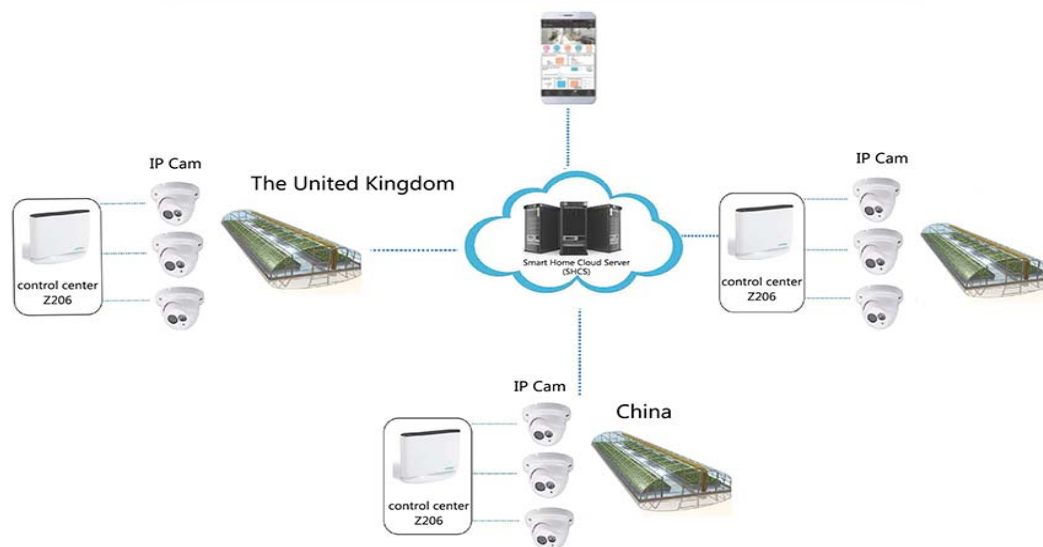 IP Cam
The United Kingdom
control center
Z206
Smart Home Cloud Server
(SHCS)
IP Cam
control center
Z206
IP Cam
China
control center
Z206